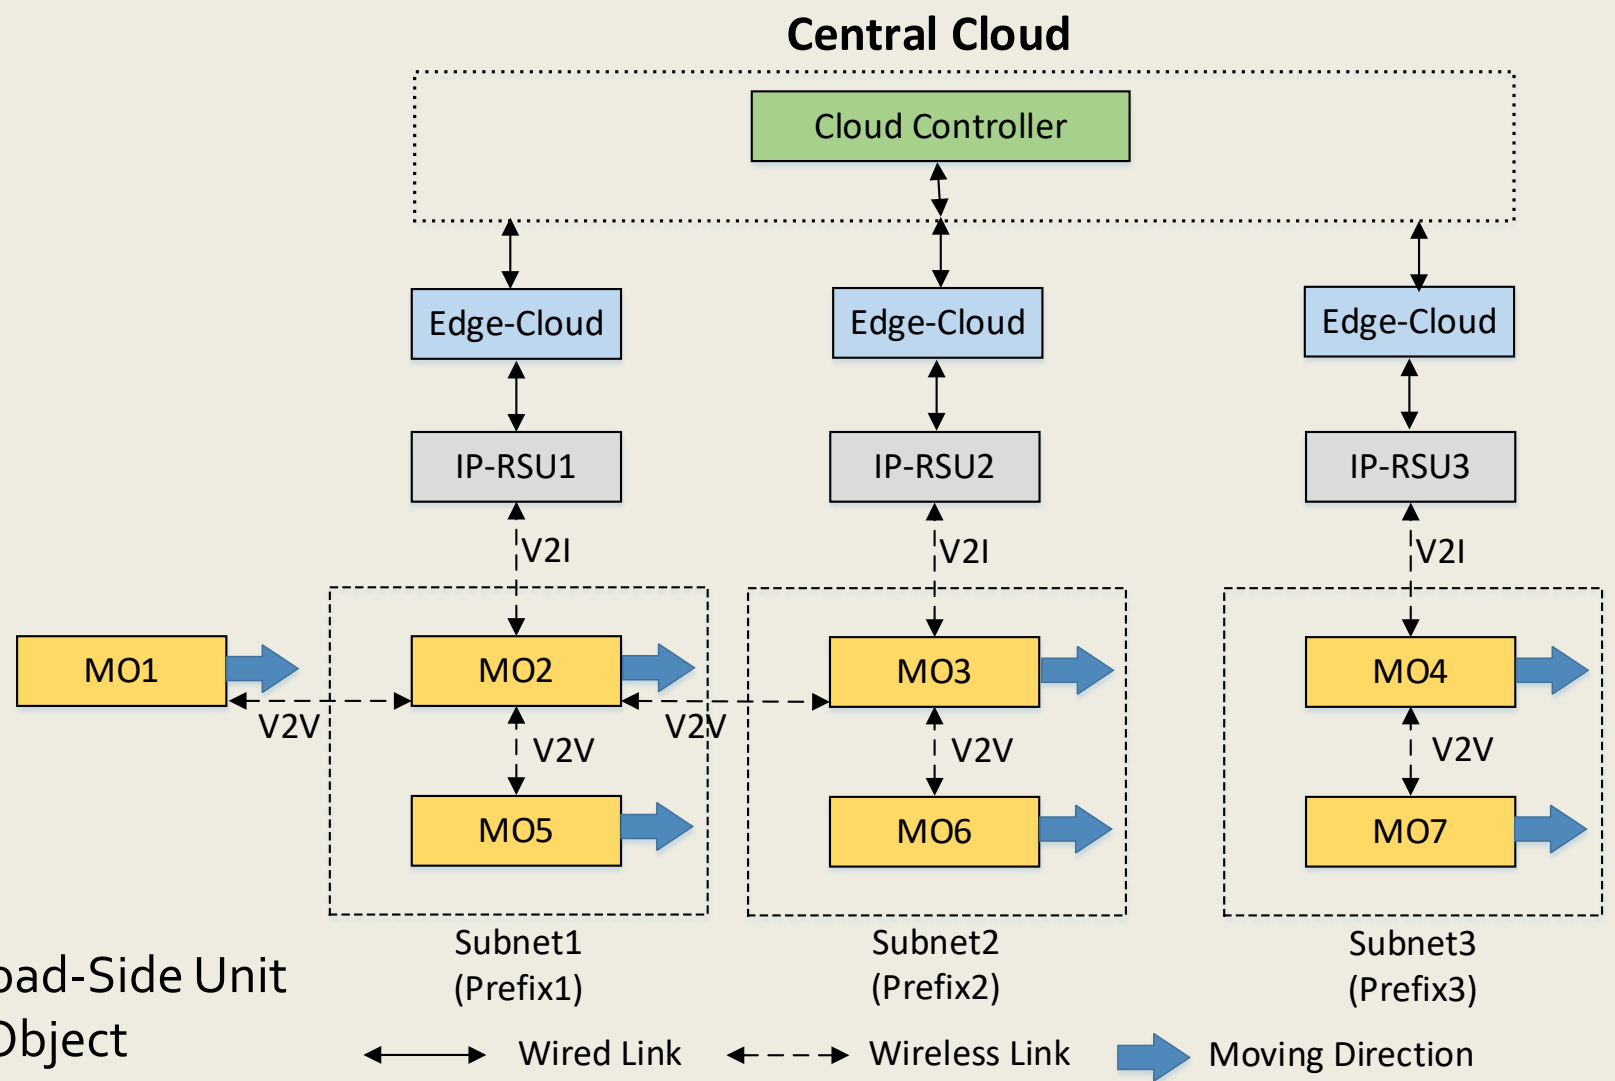 Central Cloud
Cloud Controller
Edge-Cloud
Edge-Cloud
Edge-Cloud
IP-RSU1
IP-RSU2
IP-RSU3
V2I
V2I
V2I
MO1
MO2
MO3
MO4
V2V
V2V
V2V
V2V
V2V
MO5
MO6
MO7
Subnet1
(Prefix1)
Subnet2
(Prefix2)
Subnet3
(Prefix3)
oad-Side Unit
Object
Wired Link
Wireless Link
Moving Direction